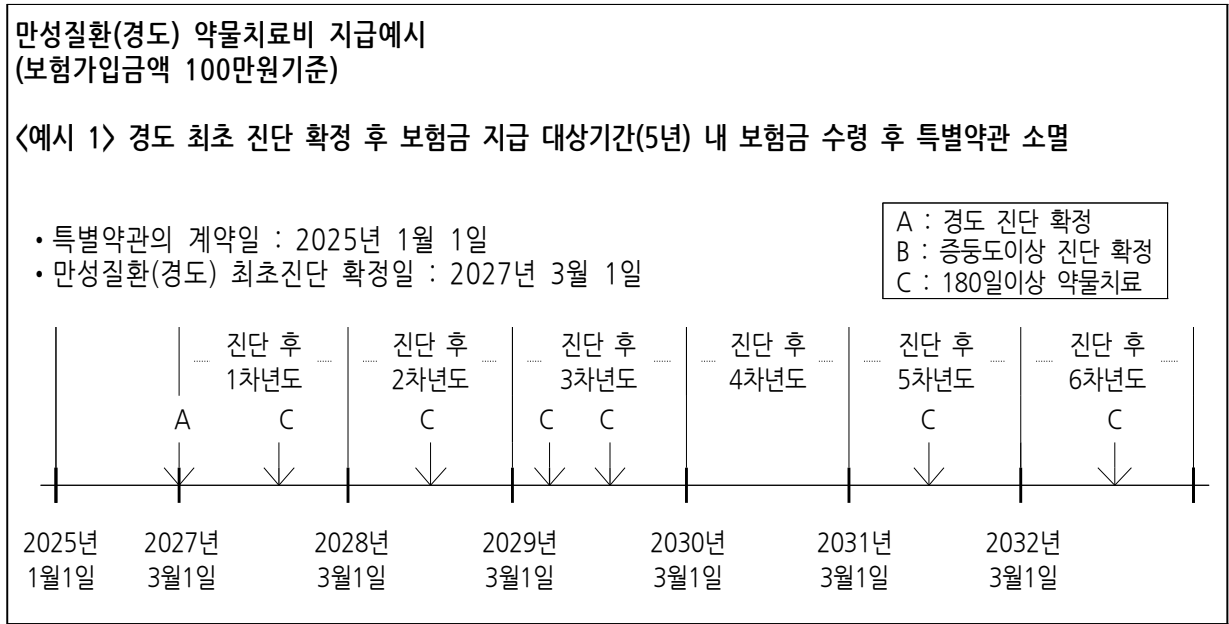 만성질환(경도) 약물치료비 지급예시
(보험가입금액 100만원기준)
<예시 1> 경도 최초 진단 확정 후 보험금 지급 대상기간(5년) 내 보험금 수령 후 특별약관 소멸
• 특별약관의 계약일 : 2025년 1월 1일
• 만성질환(경도) 최초진단 확정일 : 2027년 3월 1일
A : 경도 진단 확정
B : 증둥도이상 진단 확정
C : 180일이상 약물치료
진단 후 진단 후 진단 후 진단 후 진단 후 진단 후
1차년도 2차년도 3차년도 4차년도 5차년도 6차년도
A C C C C C C
2025년 2027년 2028년 2029년 2030년 2031년 2032년
1월1일 3월1일 3월1일 3월1일 3월1일 3월1일 3월1일